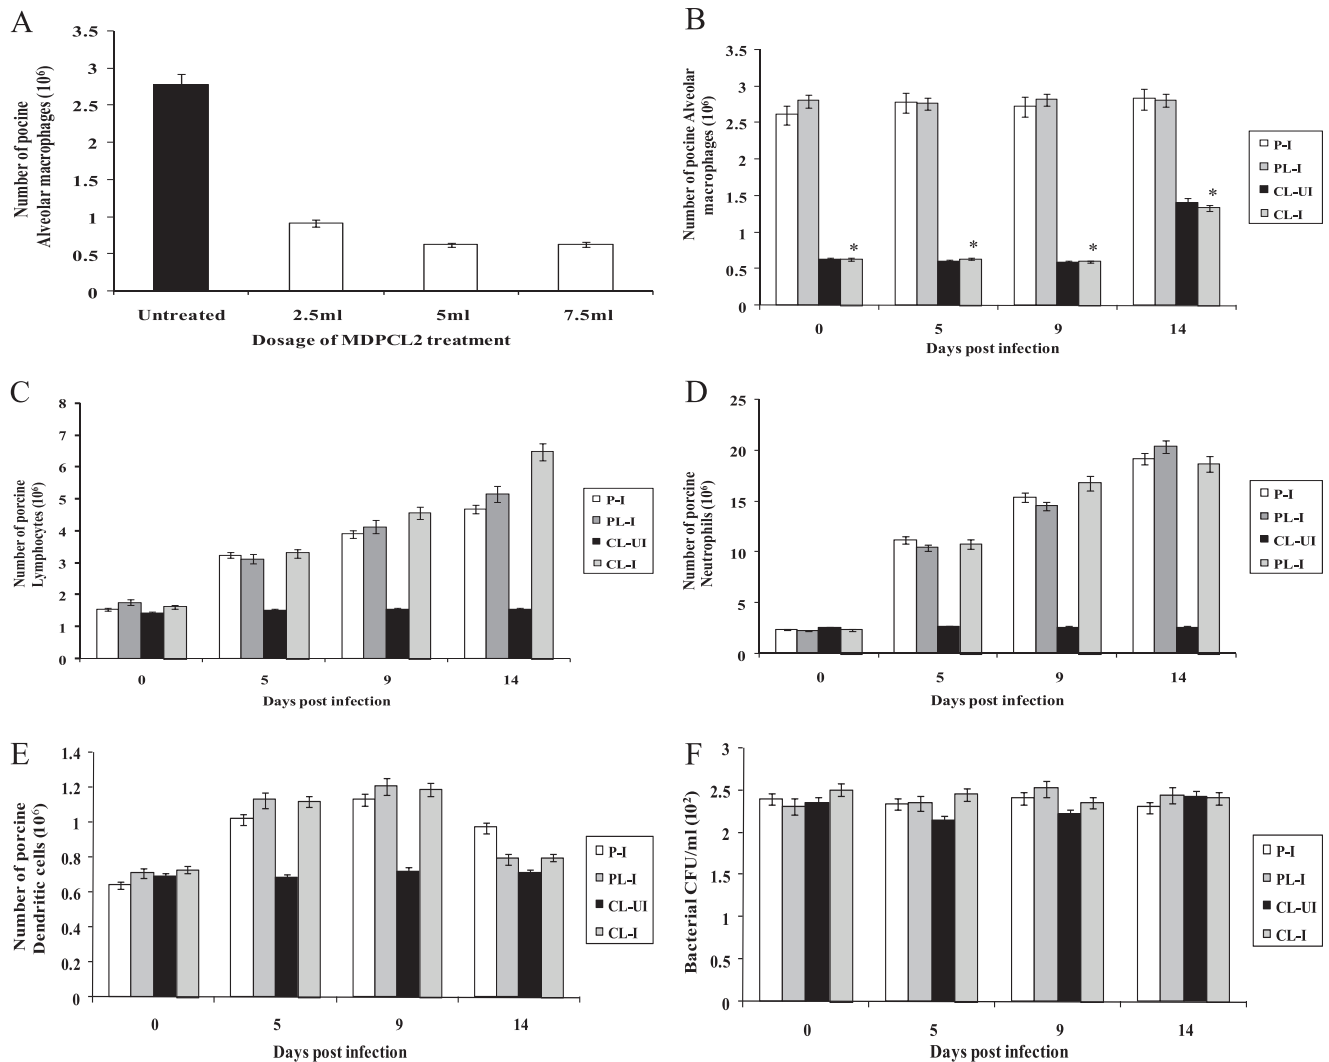 A
Number of pocine
Alveolar macrophages (10⁶)
3.5
3
2.5
2
1.5
1
0.5
0
Untreated 2.5ml 5ml 7.5ml
Dosage of MDPCL2 treatment
B
Number of pocine Alveolar
macrophages (10⁶)
3.5
3
2.5
2
1.5
1
0.5
0
* * * *
0 5 9 14
Days post infection
P-I
PL-I
CL-UI
CL-I
C
Number of porcine
Lymphocytes (10⁶)
8
7
6
5
4
3
2
1
0
0 5 9 14
Days post infection
P-I
PL-I
CL-UI
CL-I
D
Number of porcine
Neutrophils (10⁶)
25
20
15
10
5
0
0 5 9 14
Days post infection
P-I
PL-I
CL-UI
PL-I
E
Number of porcine
Dendritic cells (10⁶)
1.4
1.2
1
0.8
0.6
0.4
0.2
0
0 5 9 14
Days post infection
P-I
PL-I
CL-UI
CL-I
F
Bacterial CFU/ml (10²)
3
2.5
2
1.5
1
0.5
0
0 5 9 14
Days post infection
P-I
PL-I
CL-UI
CL-I